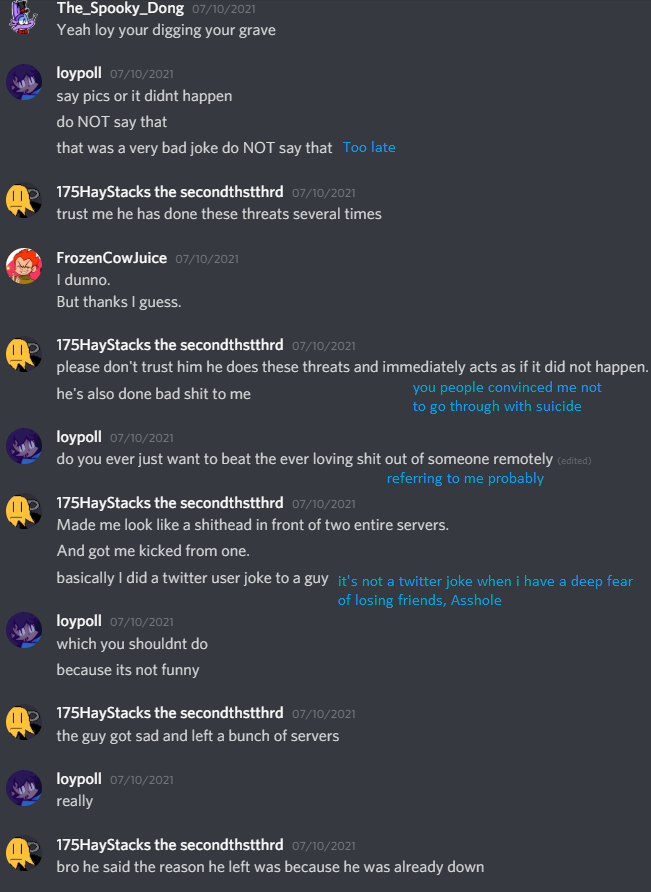 The_Spooky_Dong 07/10/2021
Yeah loy your digging your grave
loypoll 07/10/2021
say pics or it didnt happen
do NOT say that
that was a very bad joke do NOT say that Too late
175HayStacks the secondthstthrd 07/10/2021
trust me he has done these threats several times
FrozenCowJuice 07/10/2021
I dunno.
But thanks I guess.
175HayStacks the secondthstthrd 07/10/2021
please don't trust him he does these threats and immediately acts as if it did not happen.
he's also done bad shit to me
you people convinced me not
to go through with suicide
loypoll 07/10/2021
do you ever just want to beat the ever loving shit out of someone remotely (edited)
referring to me probably
175HayStacks the secondthstthrd 07/10/2021
Made me look like a shithead in front of two entire servers.
And got me kicked from one.
basically I did a twitter user joke to a guy
it's not a twitter joke when i have a deep fear
of losing friends, Asshole
loypoll 07/10/2021
which you shouldnt do
because its not funny
175HayStacks the secondthstthrd 07/10/2021
the guy got sad and left a bunch of servers
loypoll 07/10/2021
really
175HayStacks the secondthstthrd 07/10/2021
bro he said the reason he left was because he was already down